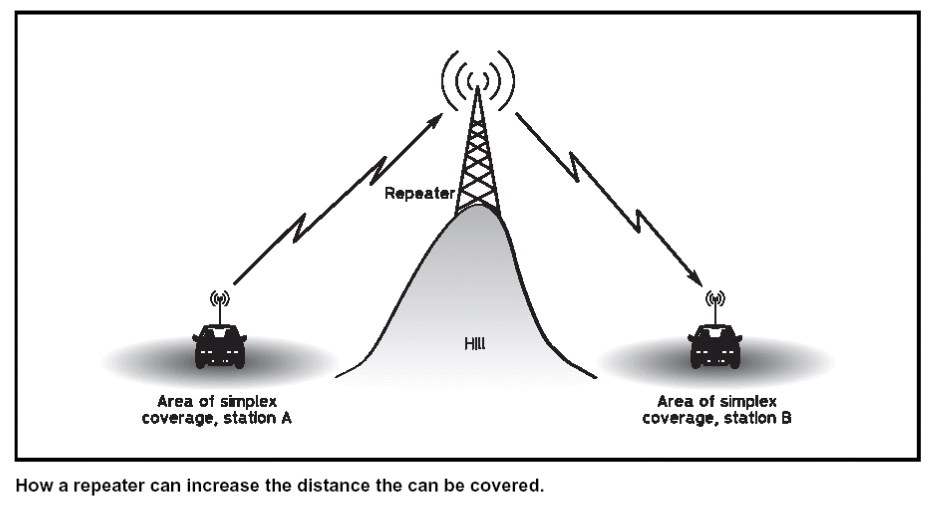 Repeater
Hill
Area of simplex
coverage, station A
Area of simplex
coverage, station B
How a repeater can increase the distance the can be covered.